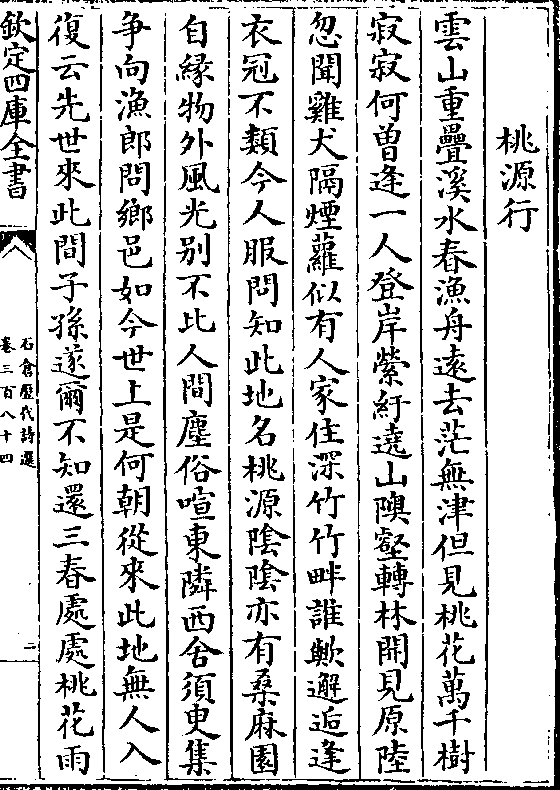 桃源行
雲山重疊溪水春漁舟遠去茫無津但見桃花萬千樹
寂寂何曽逢一人登岸縈紆遶山隩壑轉林開見原陸
忽聞雞犬隔煙蘿似有人家住深竹竹畔誰歟邂逅逢
衣冠不類今人服問知此地名桃源陰陰亦有桑麻園
自緣物外風光别不比人間塵俗喧東隣西舍須臾集
争向漁郎問鄉邑如今世上是何朝從來此地無人入
復云先世來此間子孫遂爾不知還三春處處桃花雨
欽定四庫全書
石倉歷代詩選
卷三百八十四
二